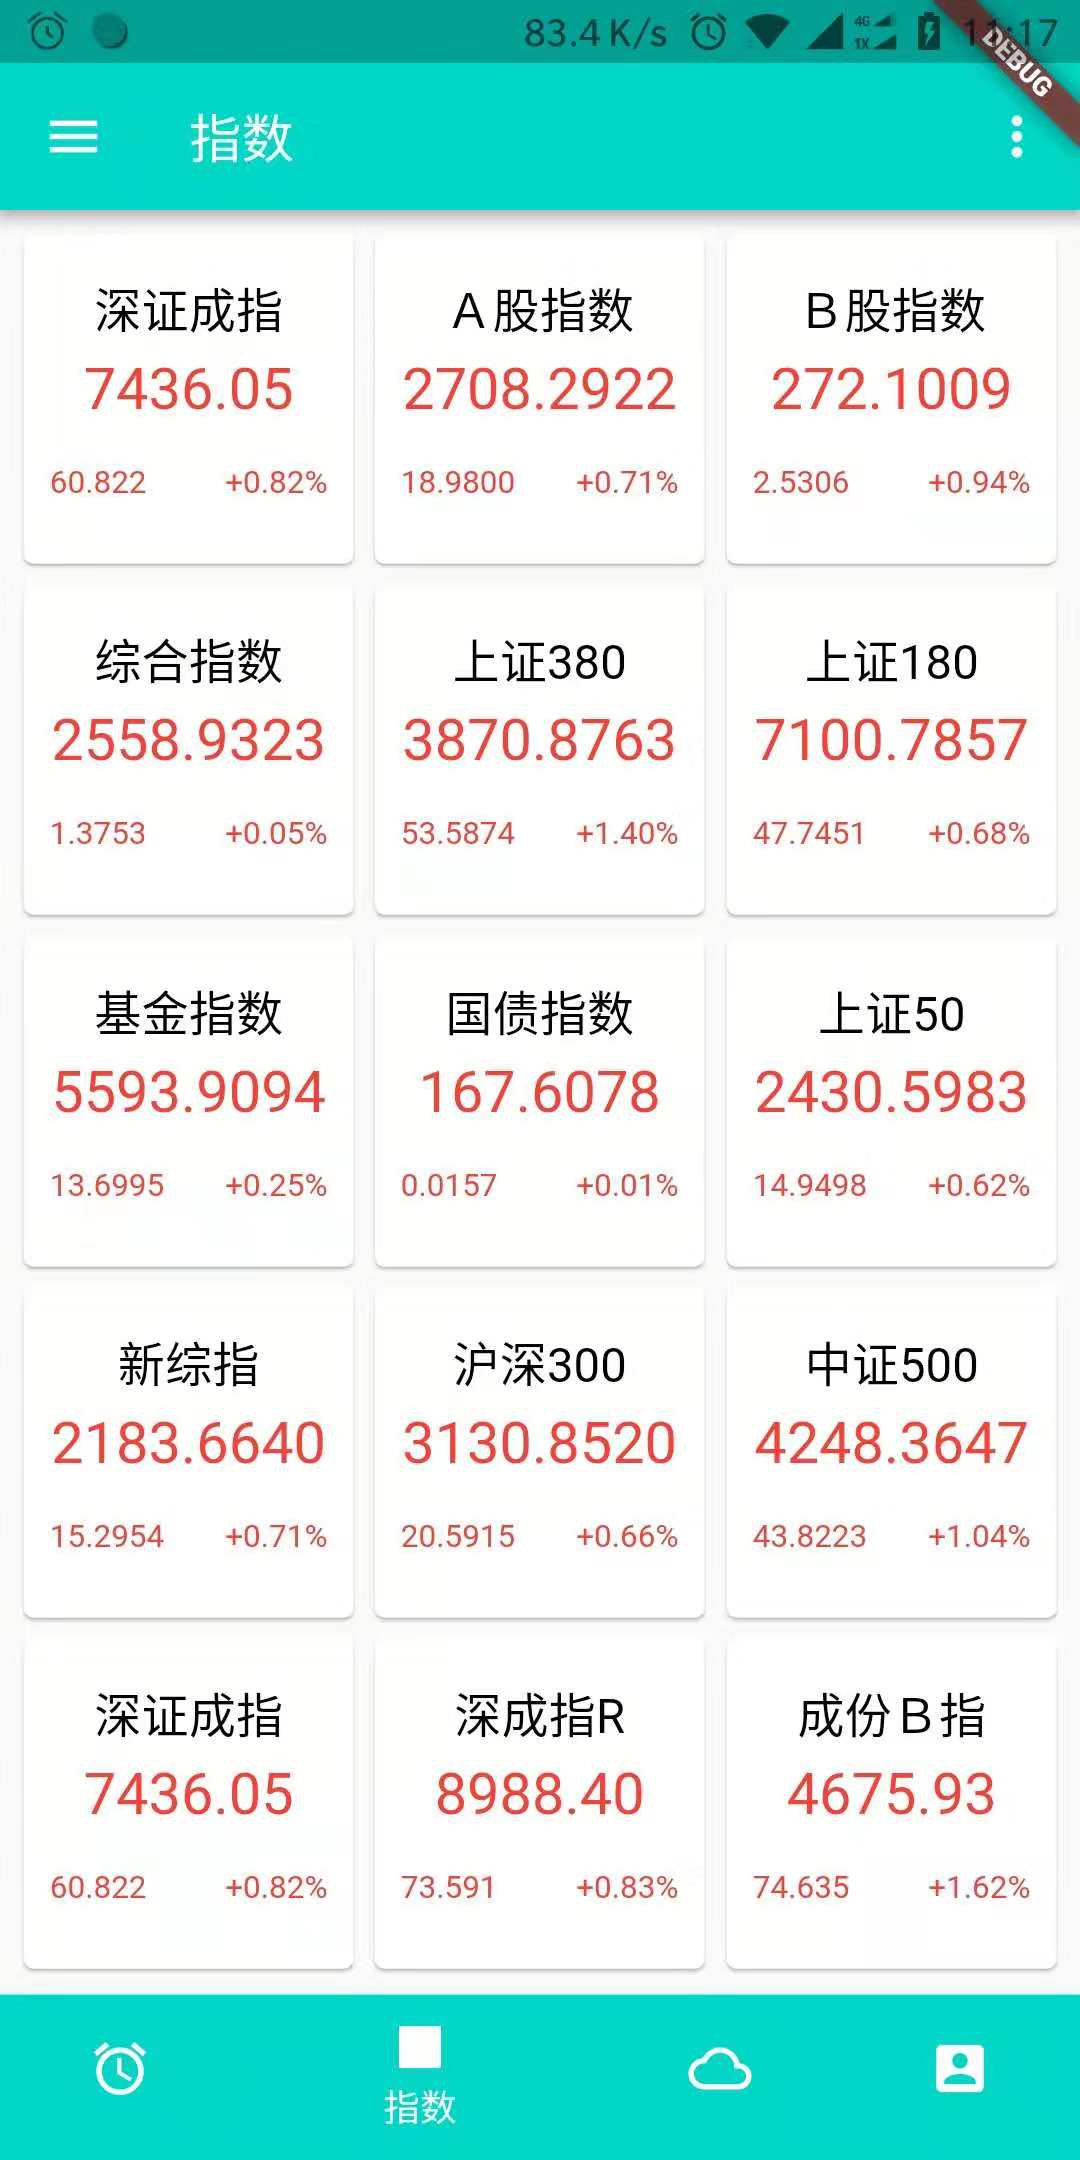 83.4 K/s 4G 1X 11:17
DEBUG
指数
深证成指 A股指数 B股指数
7436.05 2708.2922 272.1009
60.822 +0.82% 18.9800 +0.71% 2.5306 +0.94%
综合指数 上证380 上证180
2558.9323 3870.8763 7100.7857
1.3753 +0.05% 53.5874 +1.40% 47.7451 +0.68%
基金指数 国债指数 上证50
5593.9094 167.6078 2430.5983
13.6995 +0.25% 0.0157 +0.01% 14.9498 +0.62%
新综指 沪深300 中证500
2183.6640 3130.8520 4248.3647
15.2954 +0.71% 20.5915 +0.66% 43.8223 +1.04%
深证成指 深成指R 成份B指
7436.05 8988.40 4675.93
60.822 +0.82% 73.591 +0.83% 74.635 +1.62%
指数